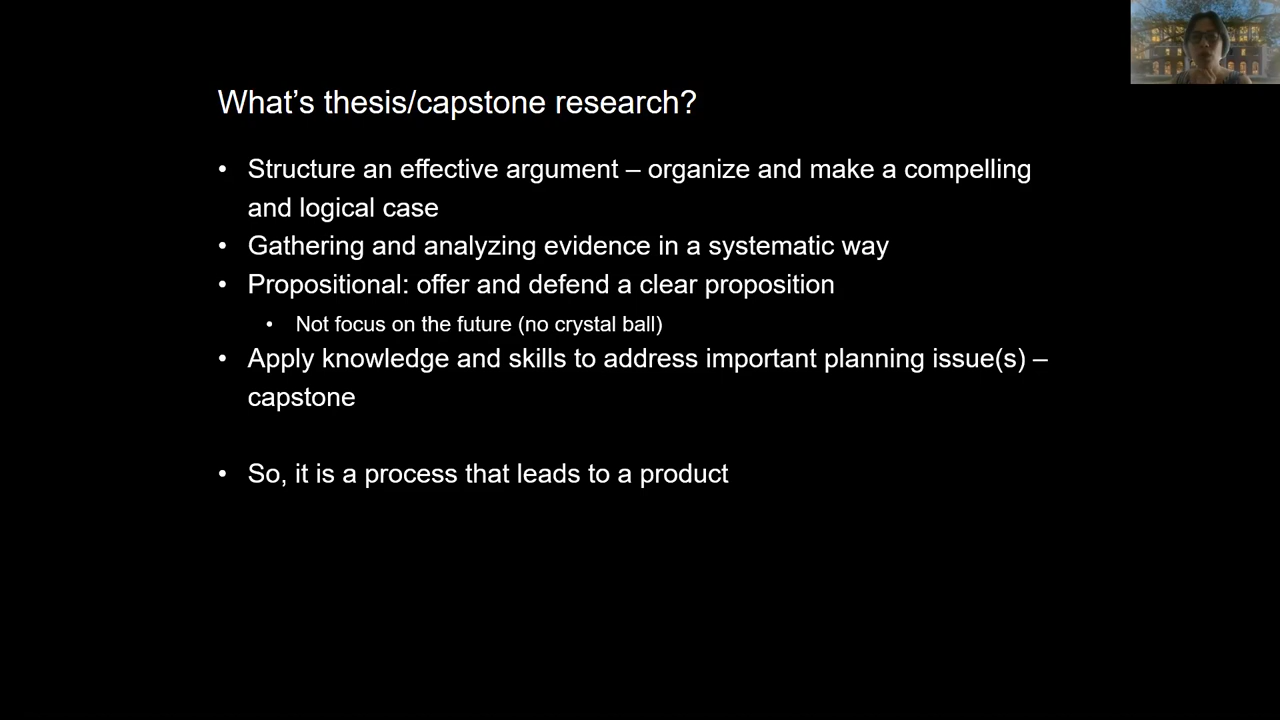 What’s thesis/capstone research?
• Structure an effective argument – organize and make a compelling
and logical case
• Gathering and analyzing evidence in a systematic way
• Propositional: offer and defend a clear proposition
• Not focus on the future (no crystal ball)
• Apply knowledge and skills to address important planning issue(s) –
capstone
• So, it is a process that leads to a product